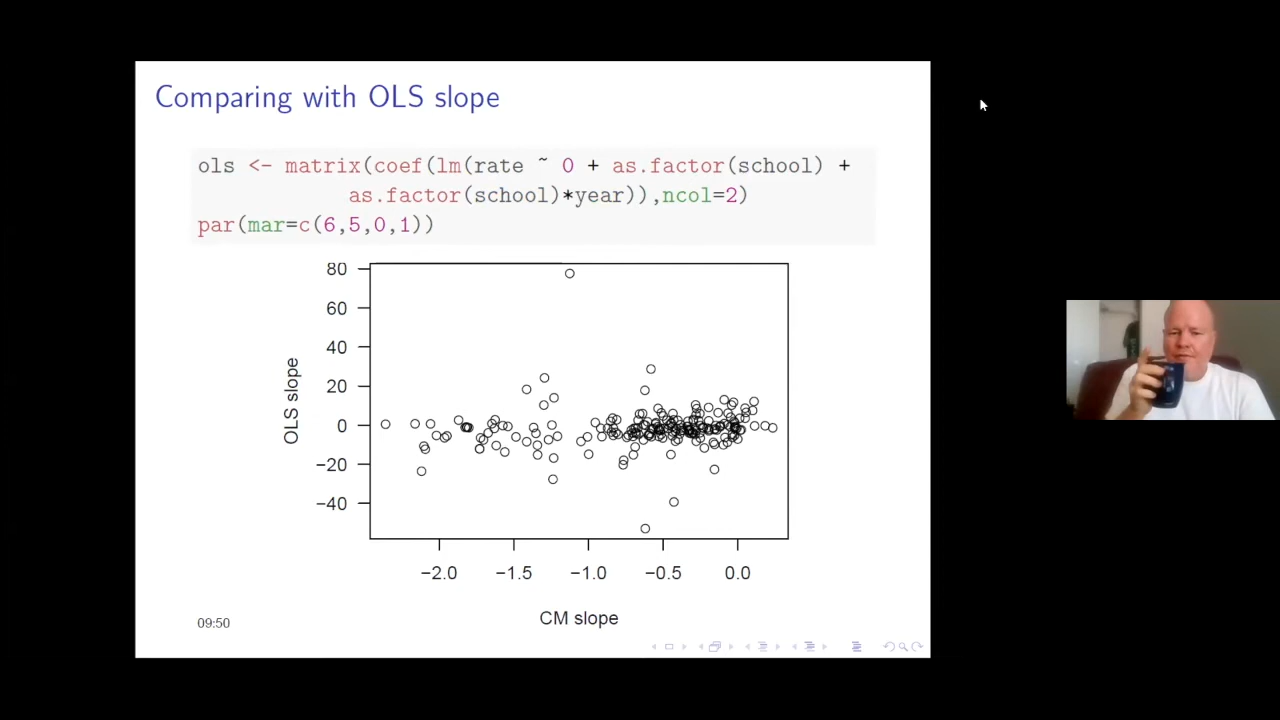 Comparing with OLS slope
ols <- matrix(coef(lm(rate ~ 0 + as.factor(school) +
as.factor(school)*year)),ncol=2)
par(mar=c(6,5,0,1))
80
60
40
20
0
−20
−40
OLS slope
−2.0 −1.5 −1.0 −0.5 0.0
CM slope
09:50